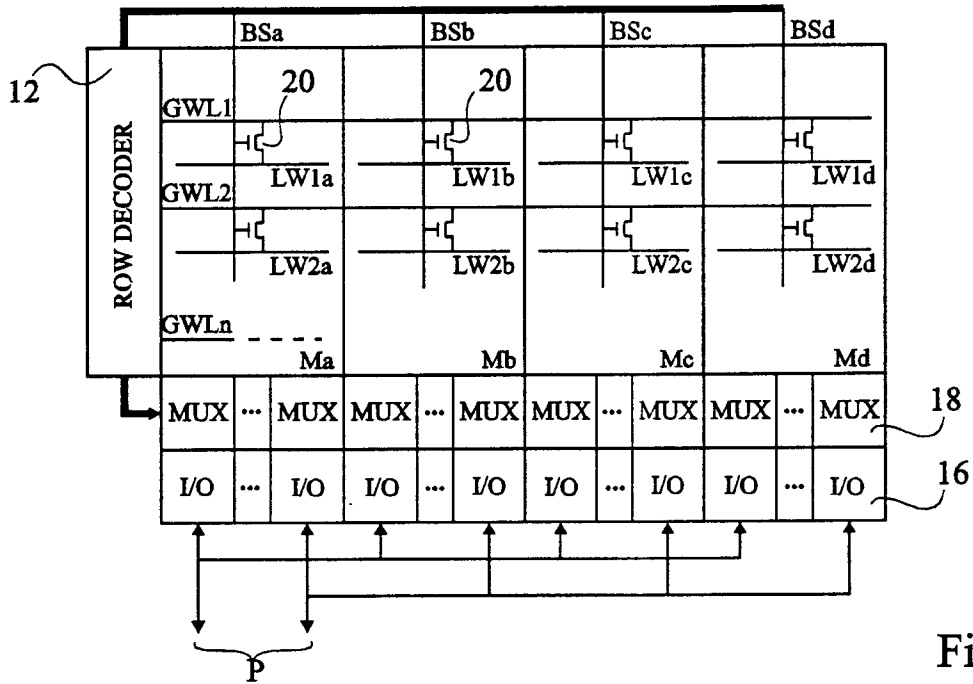 BSa BSb BSc BSd
12
20 20
GWL1
LW1a LW1b LW1c LW1d
GWL2
ROW DECODER
LW2a LW2b LW2c LW2d
GWLn
Ma Mb Mc Md
MUX ... MUX MUX ... MUX MUX ... MUX MUX ... MUX
18
I/O ... I/O I/O ... I/O I/O ... I/O I/O ... I/O
16
P
Fi